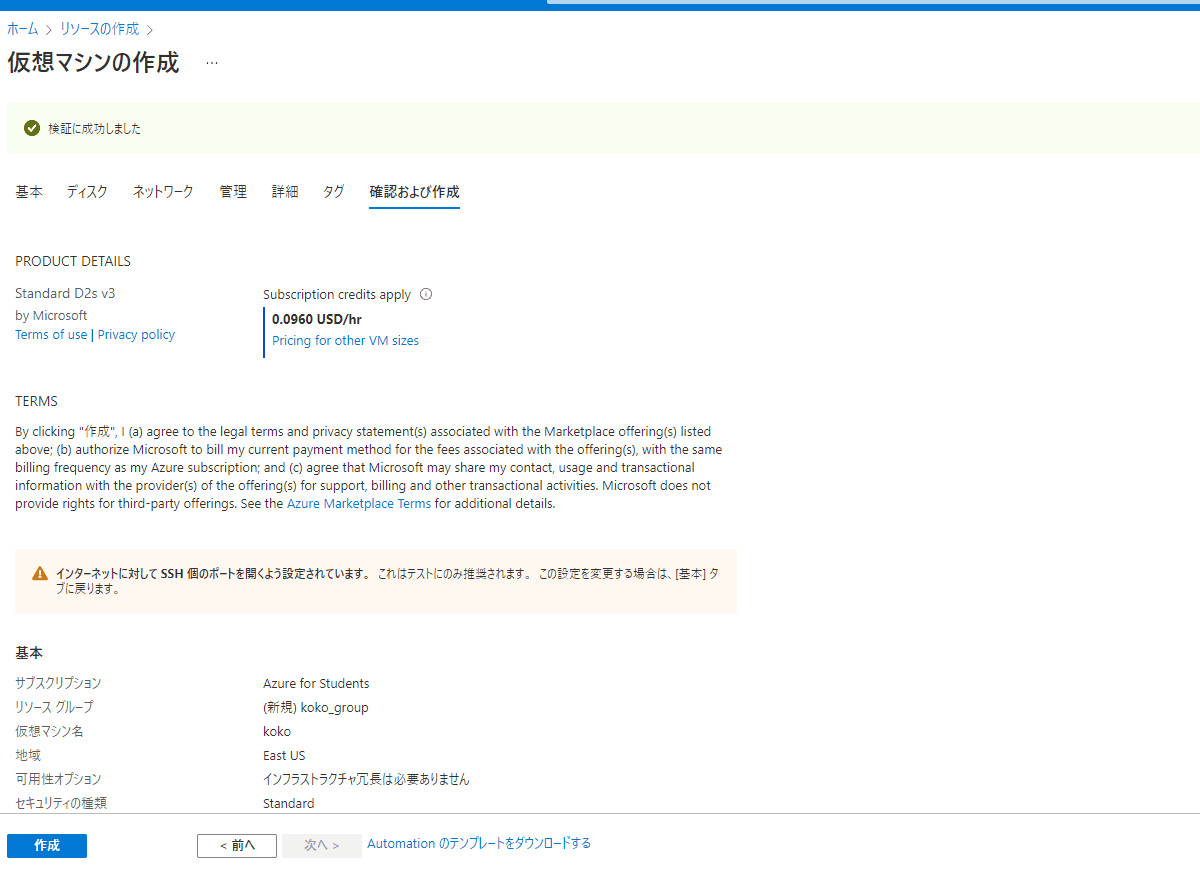 ホーム > リソースの作成 >
仮想マシンの作成 ...
検証に成功しました
基本 ディスク ネットワーク 管理 詳細 タグ 確認および作成
PRODUCT DETAILS
Standard D2s v3
by Microsoft
Terms of use | Privacy policy
Subscription credits apply
0.0960 USD/hr
Pricing for other VM sizes
TERMS
By clicking "作成", I (a) agree to the legal terms and privacy statement(s) associated with the Marketplace offering(s) listed
above; (b) authorize Microsoft to bill my current payment method for the fees associated with the offering(s), with the same
billing frequency as my Azure subscription; and (c) agree that Microsoft may share my contact, usage and transactional
information with the provider(s) of the offering(s) for support, billing and other transactional activities. Microsoft does not
provide rights for third-party offerings. See the Azure Marketplace Terms for additional details.
インターネットに対して SSH 個のポートを開くよう設定されています。 これはテストにのみ推奨されます。 この設定を変更する場合は、[基本] タ
ブに戻ります。
基本
サブスクリプション Azure for Students
リソース グループ (新規) koko_group
仮想マシン名 koko
地域 East US
可用性オプション インフラストラクチャ冗長は必要ありません
セキュリティの種類 Standard
作成 < 前へ 次へ > Automation のテンプレートをダウンロードする